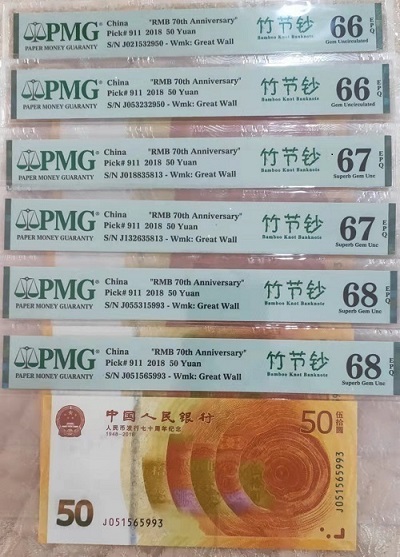 PMG
PAPER MONEY GUARANTY
China "RMB 70th Anniversary"
Pick# 911 2018 50 Yuan
S/N J021532950 - Wmk: Great Wall
竹节钞
Bamboo Knot Banknote
66 EPQ
Gem Uncirculated
PMG
PAPER MONEY GUARANTY
China "RMB 70th Anniversary"
Pick# 911 2018 50 Yuan
S/N J053232950 - Wmk: Great Wall
竹节钞
Bamboo Knot Banknote
66 EPQ
Gem Uncirculated
PMG
PAPER MONEY GUARANTY
China "RMB 70th Anniversary"
Pick# 911 2018 50 Yuan
S/N J018835813 - Wmk: Great Wall
竹节钞
Bamboo Knot Banknote
67 EPQ
Superb Gem Unc
PMG
PAPER MONEY GUARANTY
China "RMB 70th Anniversary"
Pick# 911 2018 50 Yuan
S/N J132635813 - Wmk: Great Wall
竹节钞
Bamboo Knot Banknote
67 EPQ
Superb Gem Unc
PMG
PAPER MONEY GUARANTY
China "RMB 70th Anniversary"
Pick# 911 2018 50 Yuan
S/N J055315993 - Wmk: Great Wall
竹节钞
Bamboo Knot Banknote
68 EPQ
Superb Gem Unc
PMG
PAPER MONEY GUARANTY
China "RMB 70th Anniversary"
Pick# 911 2018 50 Yuan
S/N J051565993 - Wmk: Great Wall
竹节钞
Bamboo Knot Banknote
68 EPQ
Superb Gem Unc
中国人民银行
人民币发行七十周年纪念
1948-2018
50 伍拾圆
50
J051565993